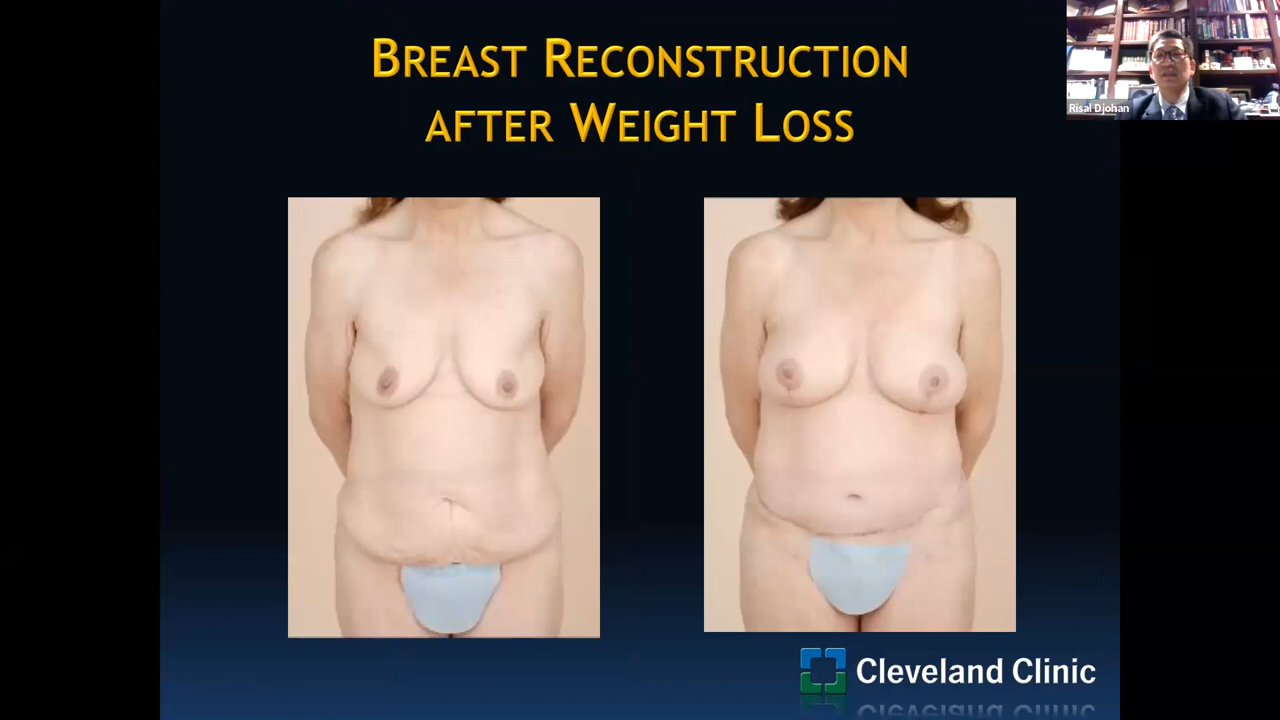 BREAST RECONSTRUCTION
AFTER WEIGHT LOSS
Risal Djohan
Cleveland Clinic